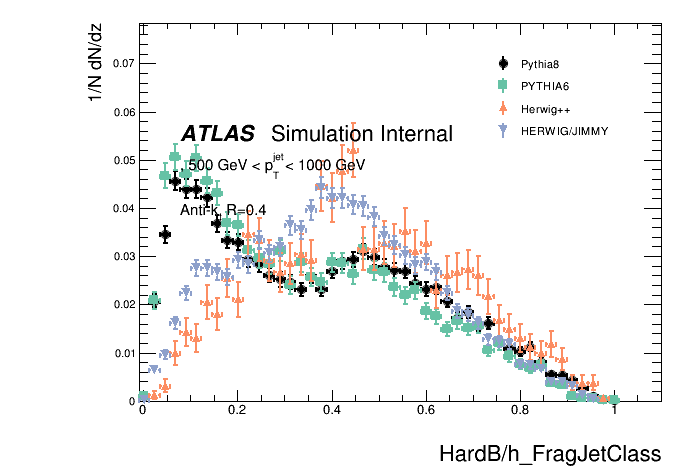 1/N dN/dz
0.07
0.06
0.05
0.04
0.03
0.02
0.01
0
Pythia8
PYTHIA6
Herwig++
HERWIG/JIMMY
ATLAS Simulation Internal
500 GeV < p_T^jet < 1000 GeV
Anti-k_t R=0.4
0 0.2 0.4 0.6 0.8 1
HardB/h_FragJetClass